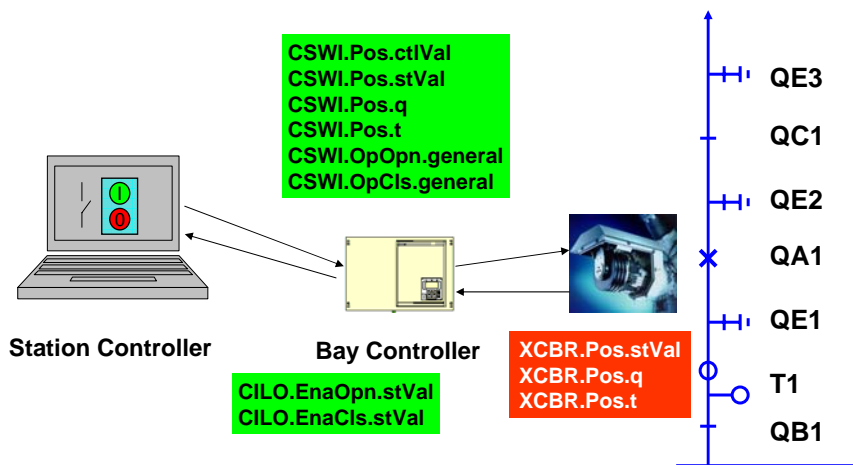 CSWI.Pos.ctlVal
CSWI.Pos.stVal
CSWI.Pos.q
CSWI.Pos.t
CSWI.OpOpn.general
CSWI.OpCls.general
I
0
Station Controller
Bay Controller
CILO.EnaOpn.stVal
CILO.EnaCls.stVal
XCBR.Pos.stVal
XCBR.Pos.q
XCBR.Pos.t
QE3
QC1
QE2
QA1
QE1
T1
QB1